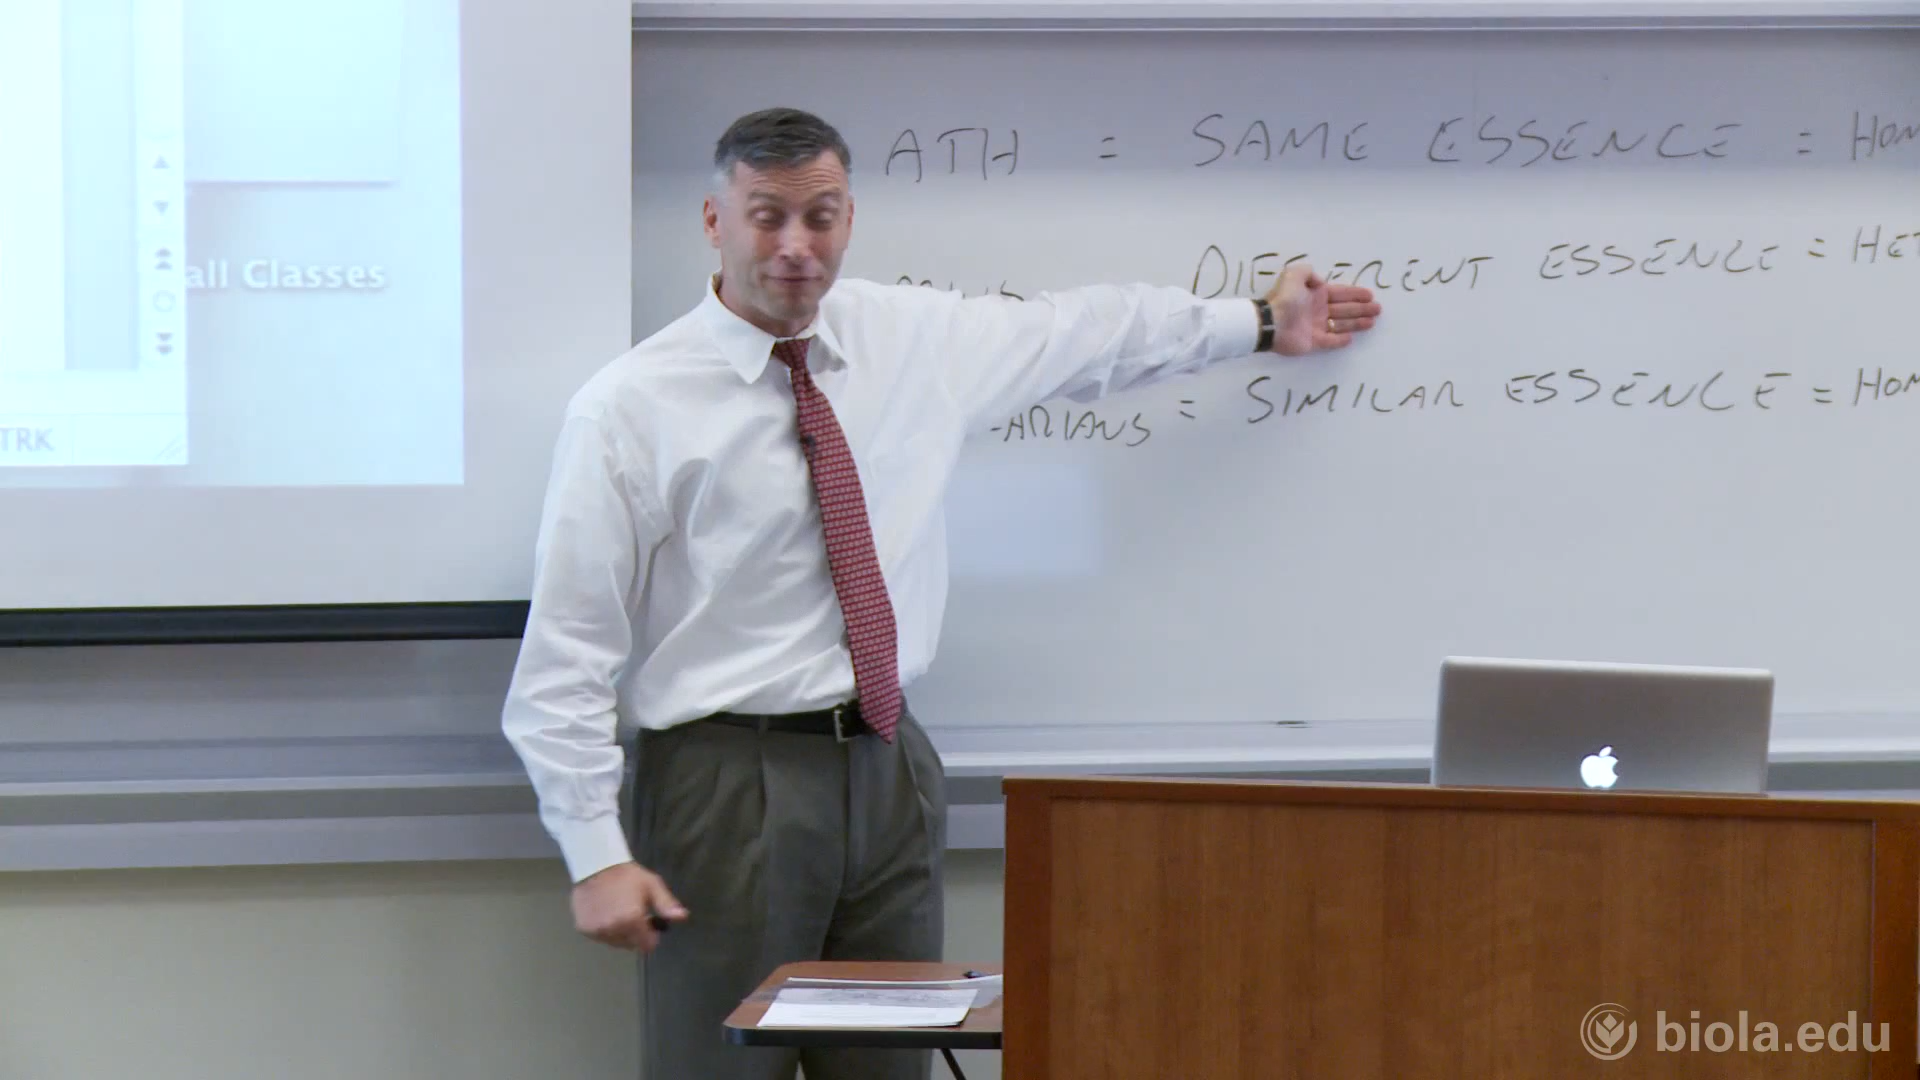 ATH = SAME ESSENCE = HOM
DIFFERENT ESSENCE = HET
-ARIANS = SIMILAR ESSENCE = HOM
all Classes
TRK
biola.edu